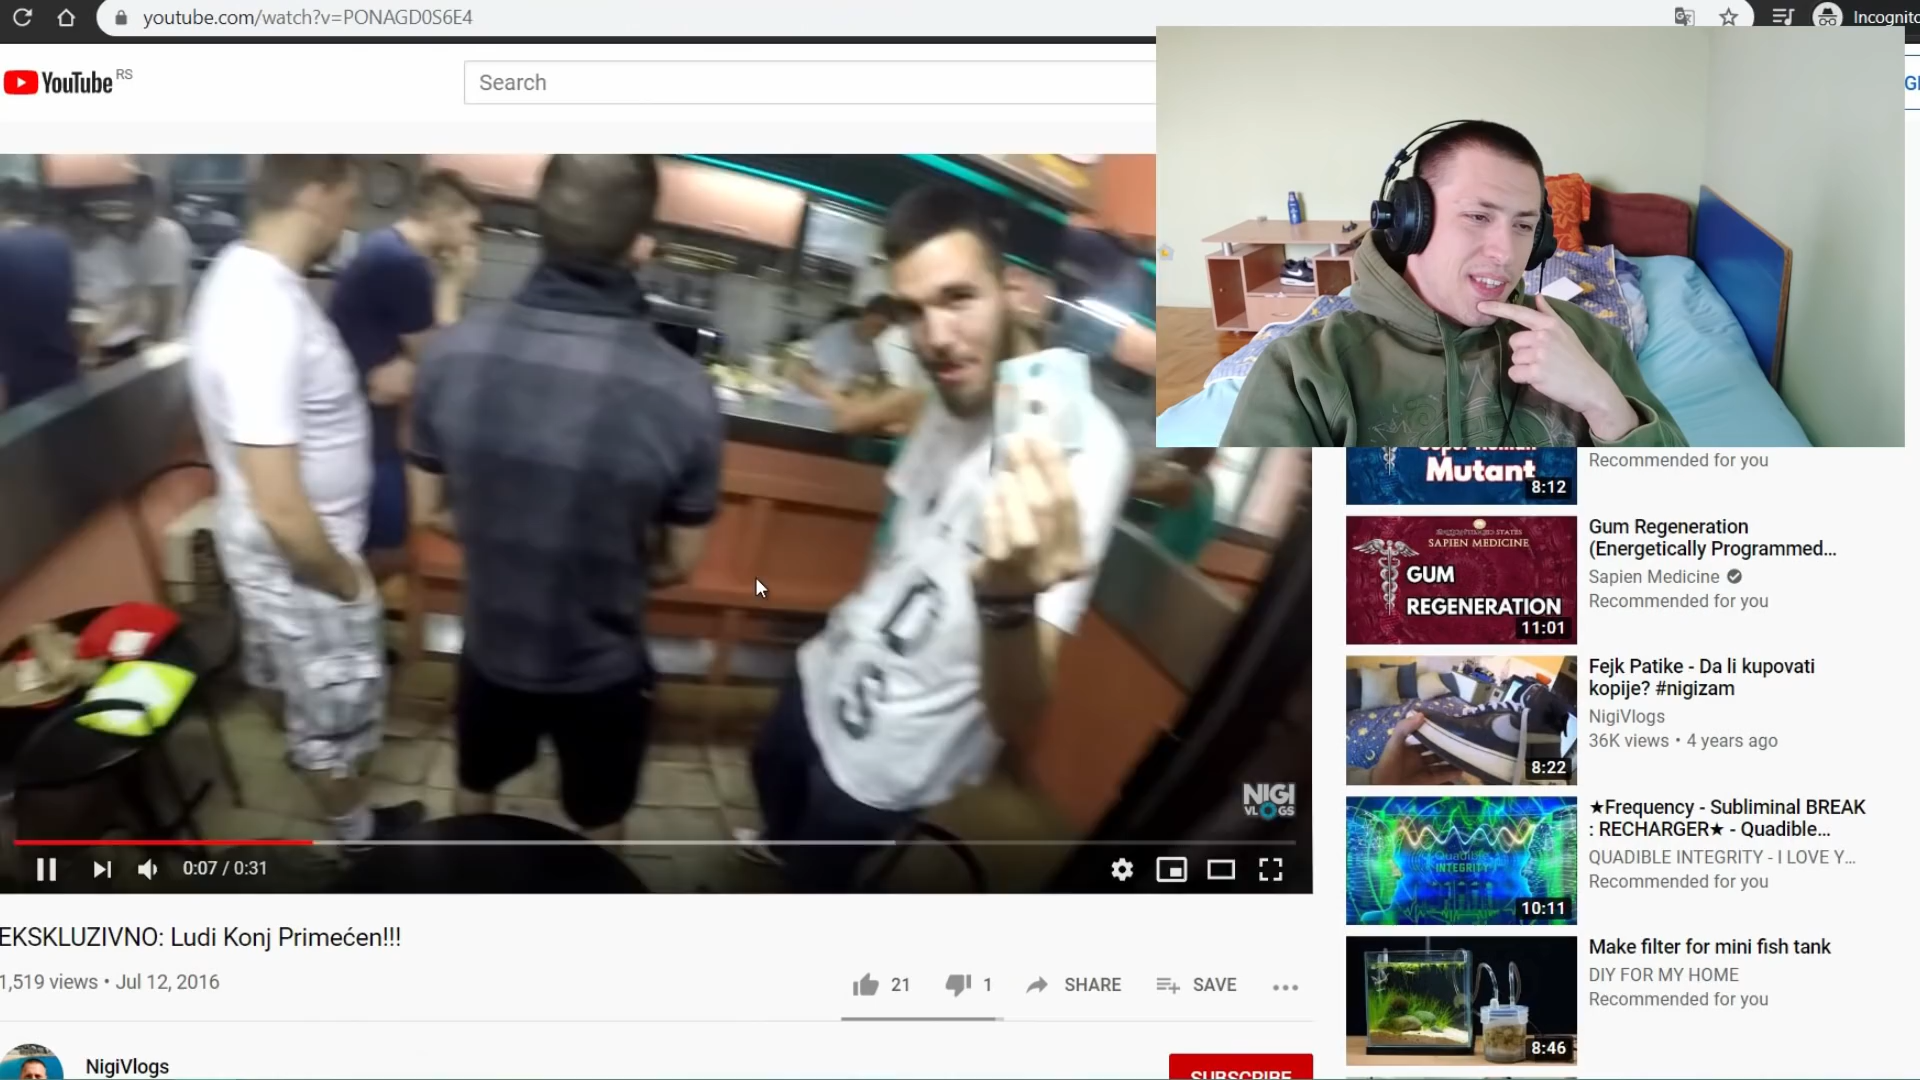 youtube.com/watch?v=PONAGD0S6E4
Incognito
YouTube RS
Search
D
S
NIGI
VLOGS
0:07 / 0:31
EKSKLUZIVNO: Ludi Konj Primećen!!!
1,519 views • Jul 12, 2016
21
1
SHARE
SAVE
NigiVlogs
SUBSCRIBE
Mutant
8:12
Recommended for you
SAPIEN MEDICINE
GUM
REGENERATION
11:01
Gum Regeneration
(Energetically Programmed...
Sapien Medicine
Recommended for you
8:22
Fejk Patike - Da li kupovati
kopije? #nigizam
NigiVlogs
36K views • 4 years ago
Quadible
INTEGRITY
10:11
★Frequency - Subliminal BREAK
: RECHARGER★ - Quadible...
QUADIBLE INTEGRITY - I LOVE Y...
Recommended for you
8:46
Make filter for mini fish tank
DIY FOR MY HOME
Recommended for you